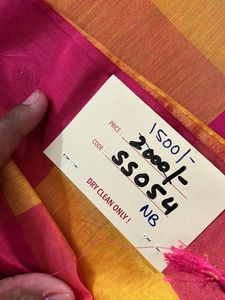 1500/-
PRICE : 2000/-
CODE : SS054
NB
DRY CLEAN ONLY !